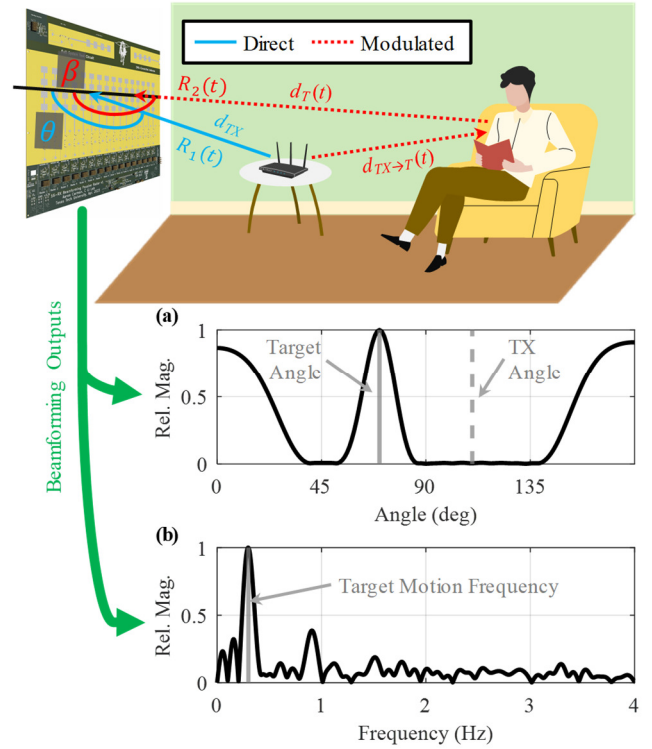 Direct
Modulated
β
θ
R₂(t)
d_T(t)
d_TX
R₁(t)
d_TX→T(t)
Beamforming Outputs
(a)
Rel. Mag.
1
0.5
0
Target
Angle
TX
Angle
0
45
90
135
Angle (deg)
(b)
Rel. Mag.
1
0.5
0
Target Motion Frequency
0
1
2
3
4
Frequency (Hz)